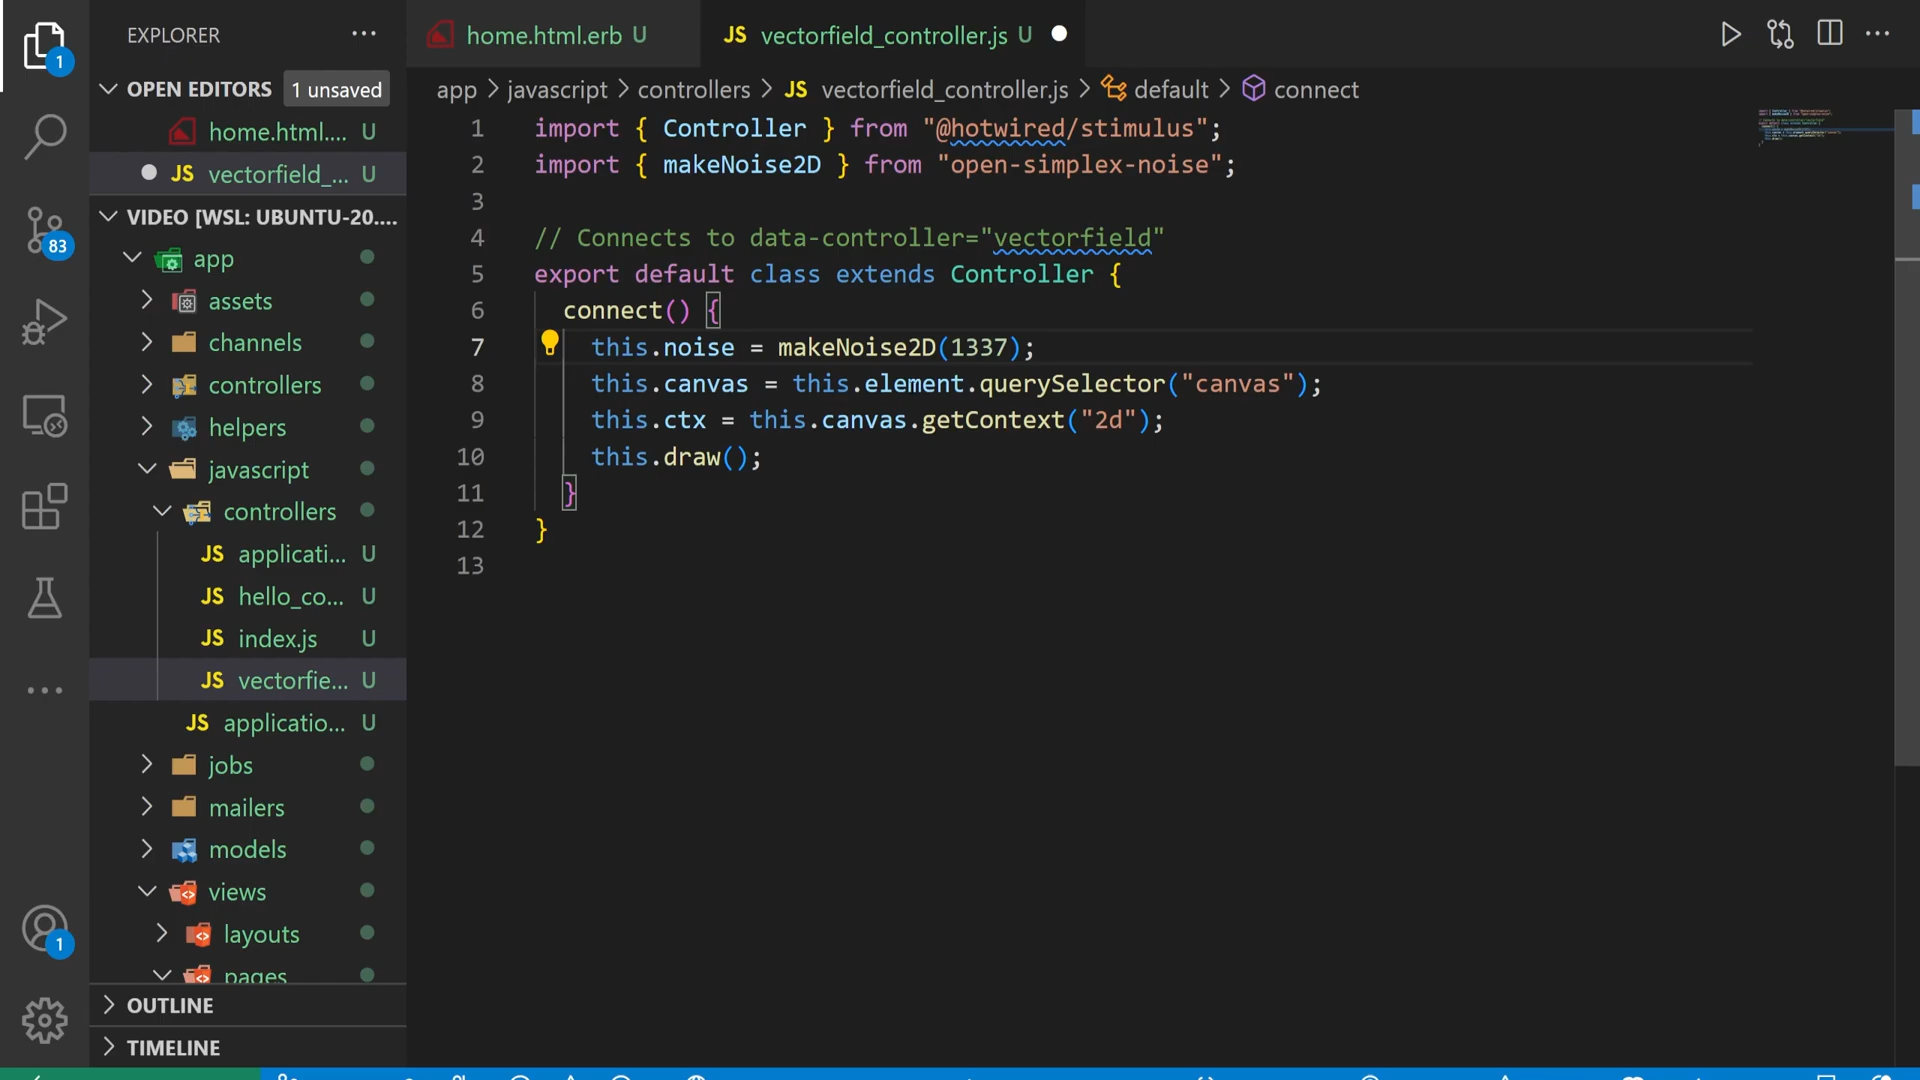 EXPLORER
OPEN EDITORS 1 unsaved
home.html.... U
JS vectorfield_... U
VIDEO [WSL: UBUNTU-20....
app
assets
channels
controllers
helpers
javascript
controllers
JS applicati... U
JS hello_co... U
JS index.js U
JS vectorfie... U
JS applicatio... U
jobs
mailers
models
views
layouts
pages
OUTLINE
TIMELINE
1
83
1
home.html.erb U
JS vectorfield_controller.js U
app > javascript > controllers > JS vectorfield_controller.js > default > connect
1 import { Controller } from "@hotwired/stimulus";
2 import { makeNoise2D } from "open-simplex-noise";
3
4 // Connects to data-controller="vectorfield"
5 export default class extends Controller {
6 connect() {
7 this.noise = makeNoise2D(1337);
8 this.canvas = this.element.querySelector("canvas");
9 this.ctx = this.canvas.getContext("2d");
10 this.draw();
11 }
12 }
13